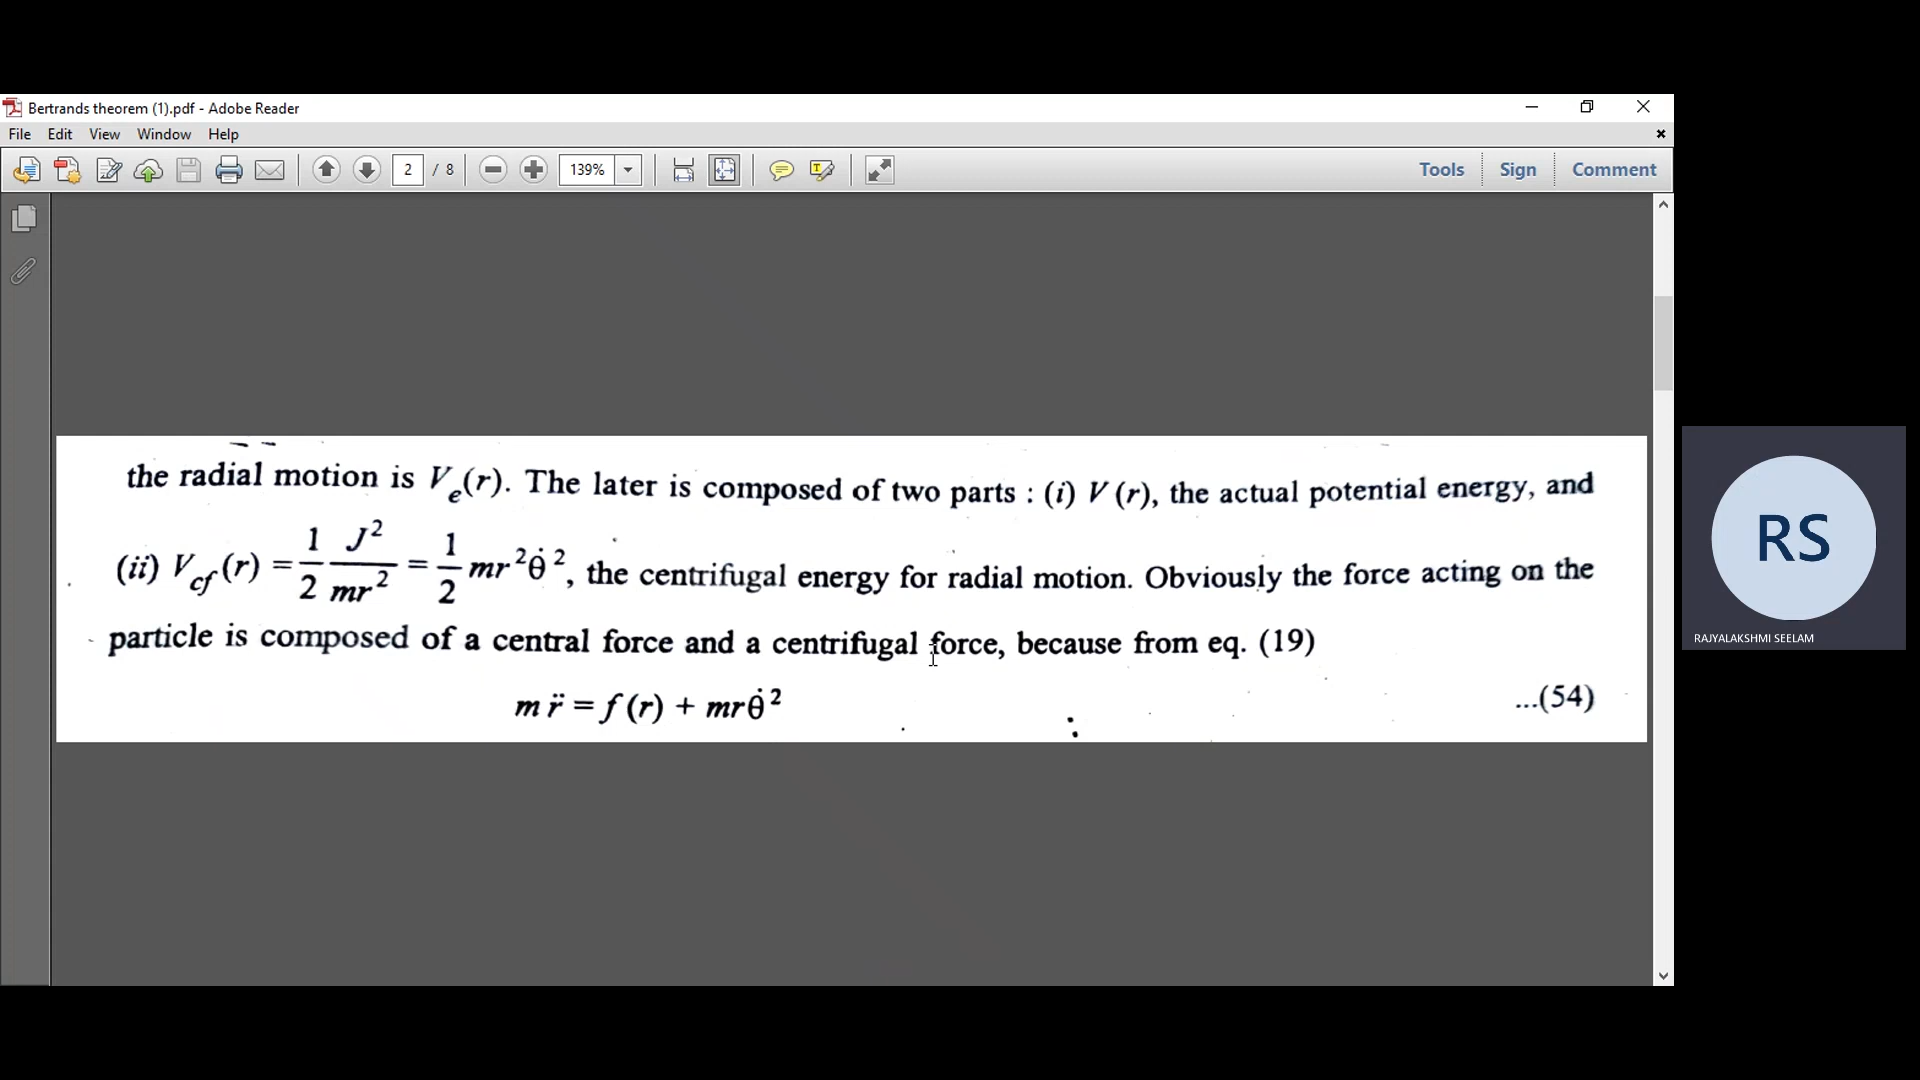 Bertrands theorem (1).pdf - Adobe Reader
File Edit View Window Help
2 / 8 139% Tools Sign Comment
the radial motion is V_e(r). The later is composed of two parts : (i) V (r), the actual potential energy, and
(ii) V_cf(r) = 1/2 J²/mr² = 1/2 mr²θ̇², the centrifugal energy for radial motion. Obviously the force acting on the
particle is composed of a central force and a centrifugal force, because from eq. (19)
m r̈ = f (r) + mrθ̇² ...(54)
RS
RAJYALAKSHMI SEELAM